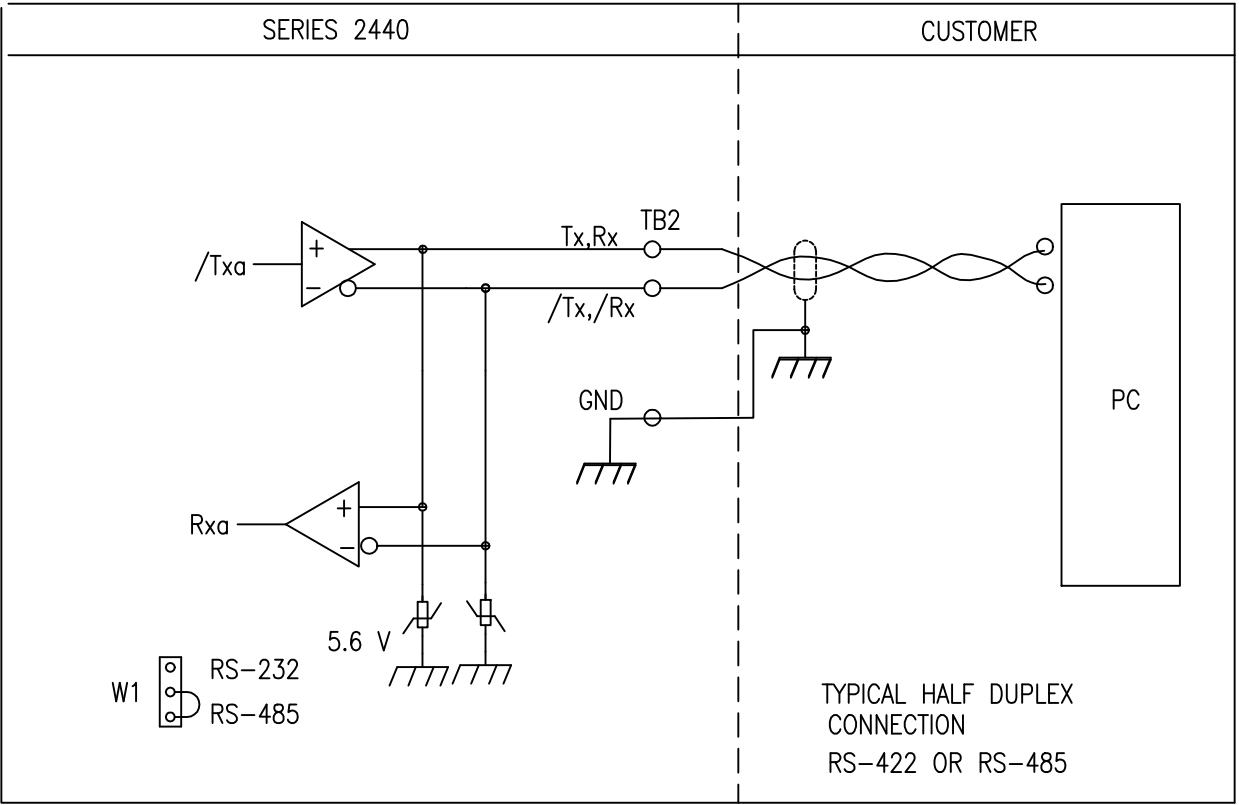 SERIES 2440
CUSTOMER
TB2
Tx,Rx
+
/Txa
−
/Tx,/Rx
GND
PC
+
Rxa
−
5.6 V
RS−232
W1
RS−485
TYPICAL HALF DUPLEX
CONNECTION
RS−422 OR RS−485